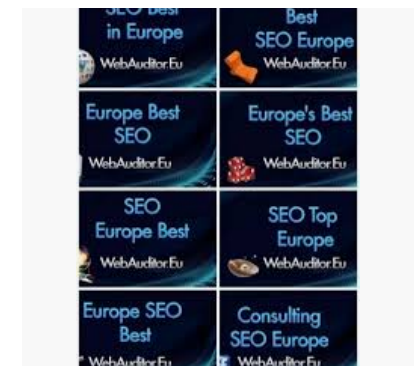 SEO Best
in Europe
WebAuditor.Eu
Best
SEO Europe
WebAuditor.Eu
Europe Best
SEO
WebAuditor.Eu
Europe's Best
SEO
WebAuditor.Eu
SEO
Europe Best
WebAuditor.Eu
SEO Top
Europe
WebAuditor.Eu
Europe SEO
Best
WebAuditor.Eu
Consulting
SEO Europe
WebAuditor.Eu